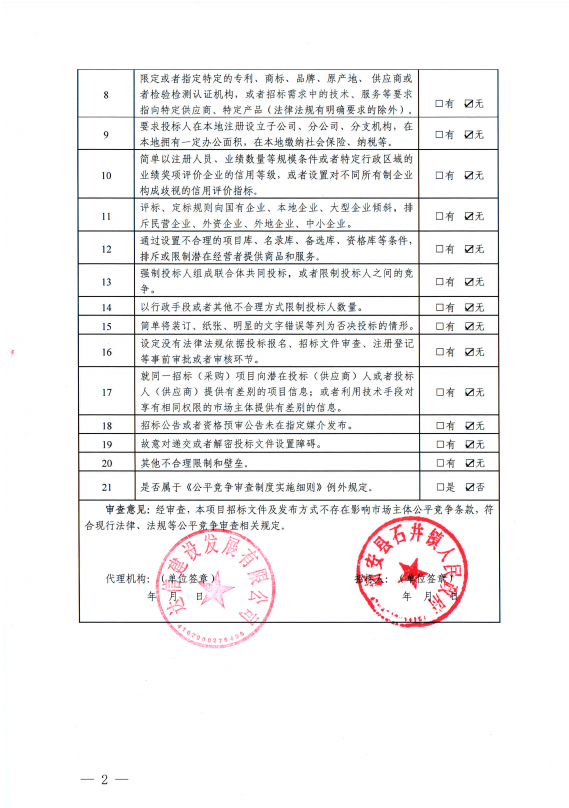 8
限定或者指定特定的专利、商标、品牌、原产地、供应商或
者检验检测认证机构，或者招标需求中的技术、服务等要求
指向特定供应商、特定产品（法律法规有明确要求的除外）。
□有 ☑无
9
要求投标人在本地注册设立子公司、分公司、分支机构，在
本地拥有一定办公面积，在本地缴纳社会保险、纳税等。
□有 ☑无
10
简单以注册人员、业绩数量等规模条件或者特定行政区域的
业绩奖项评价企业的信用等级，或者设置对不同所有制企业
构成歧视的信用评价指标。
□有 ☑无
11
评标、定标规则向国有企业、本地企业、大型企业倾斜，排
斥民营企业、外资企业、外地企业、中小企业。
□有 ☑无
12
通过设置不合理的项目库、名录库、备选库、资格库等条件，
排斥或限制潜在经营者提供商品和服务。
□有 ☑无
13
强制投标人组成联合体共同投标，或者限制投标人之间的竞
争。
□有 ☑无
14
以行政手段或者其他不合理方式限制投标人数量。
□有 ☑无
15
简单将装订、纸张、明显的文字错误等列为否决投标的情形。
□有 ☑无
16
设定没有法律法规依据投标报名、招标文件审查、注册登记
等事前审批或者审核环节。
□有 ☑无
17
就同一招标（采购）项目向潜在投标（供应商）人或者投标
人（供应商）提供有差别的项目信息；或者利用技术手段对
享有相同权限的市场主体提供有差别的信息。
□有 ☑无
18
招标公告或者资格预审公告未在指定媒介发布。
□有 ☑无
19
故意对递交或者解密投标文件设置障碍。
□有 ☑无
20
其他不合理限制和壁垒。
□有 ☑无
21
是否属于《公平竞争审查制度实施细则》例外规定。
□是 ☑否
审查意见：经审查，本项目招标文件及发布方式不存在影响市场主体公平竞争条款，符
合现行法律、法规等公平竞争审查相关规定。
代理机构：（单位签章）
年 月 日
建设发展有限公司
人：（单位签章）
年 月 日
安县石井镇人民政府
— 2 —